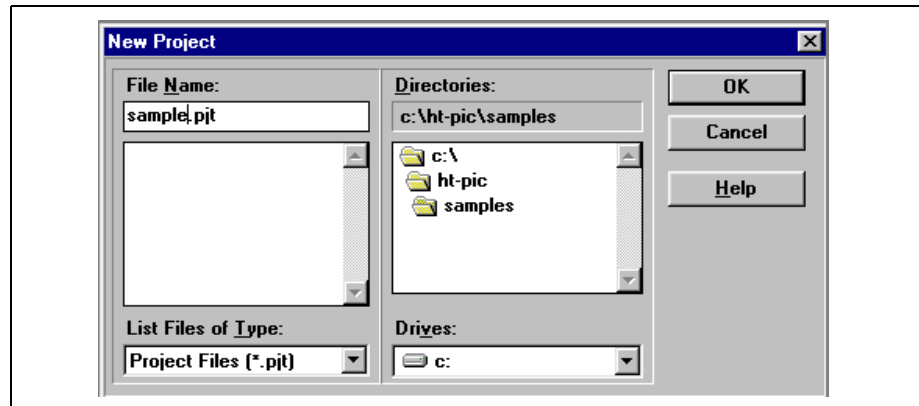 New Project
File Name:
sample.pjt
List Files of Type:
Project Files (*.pjt)
Directories:
c:\ht-pic\samples
c:\
ht-pic
samples
Drives:
c:
OK
Cancel
Help